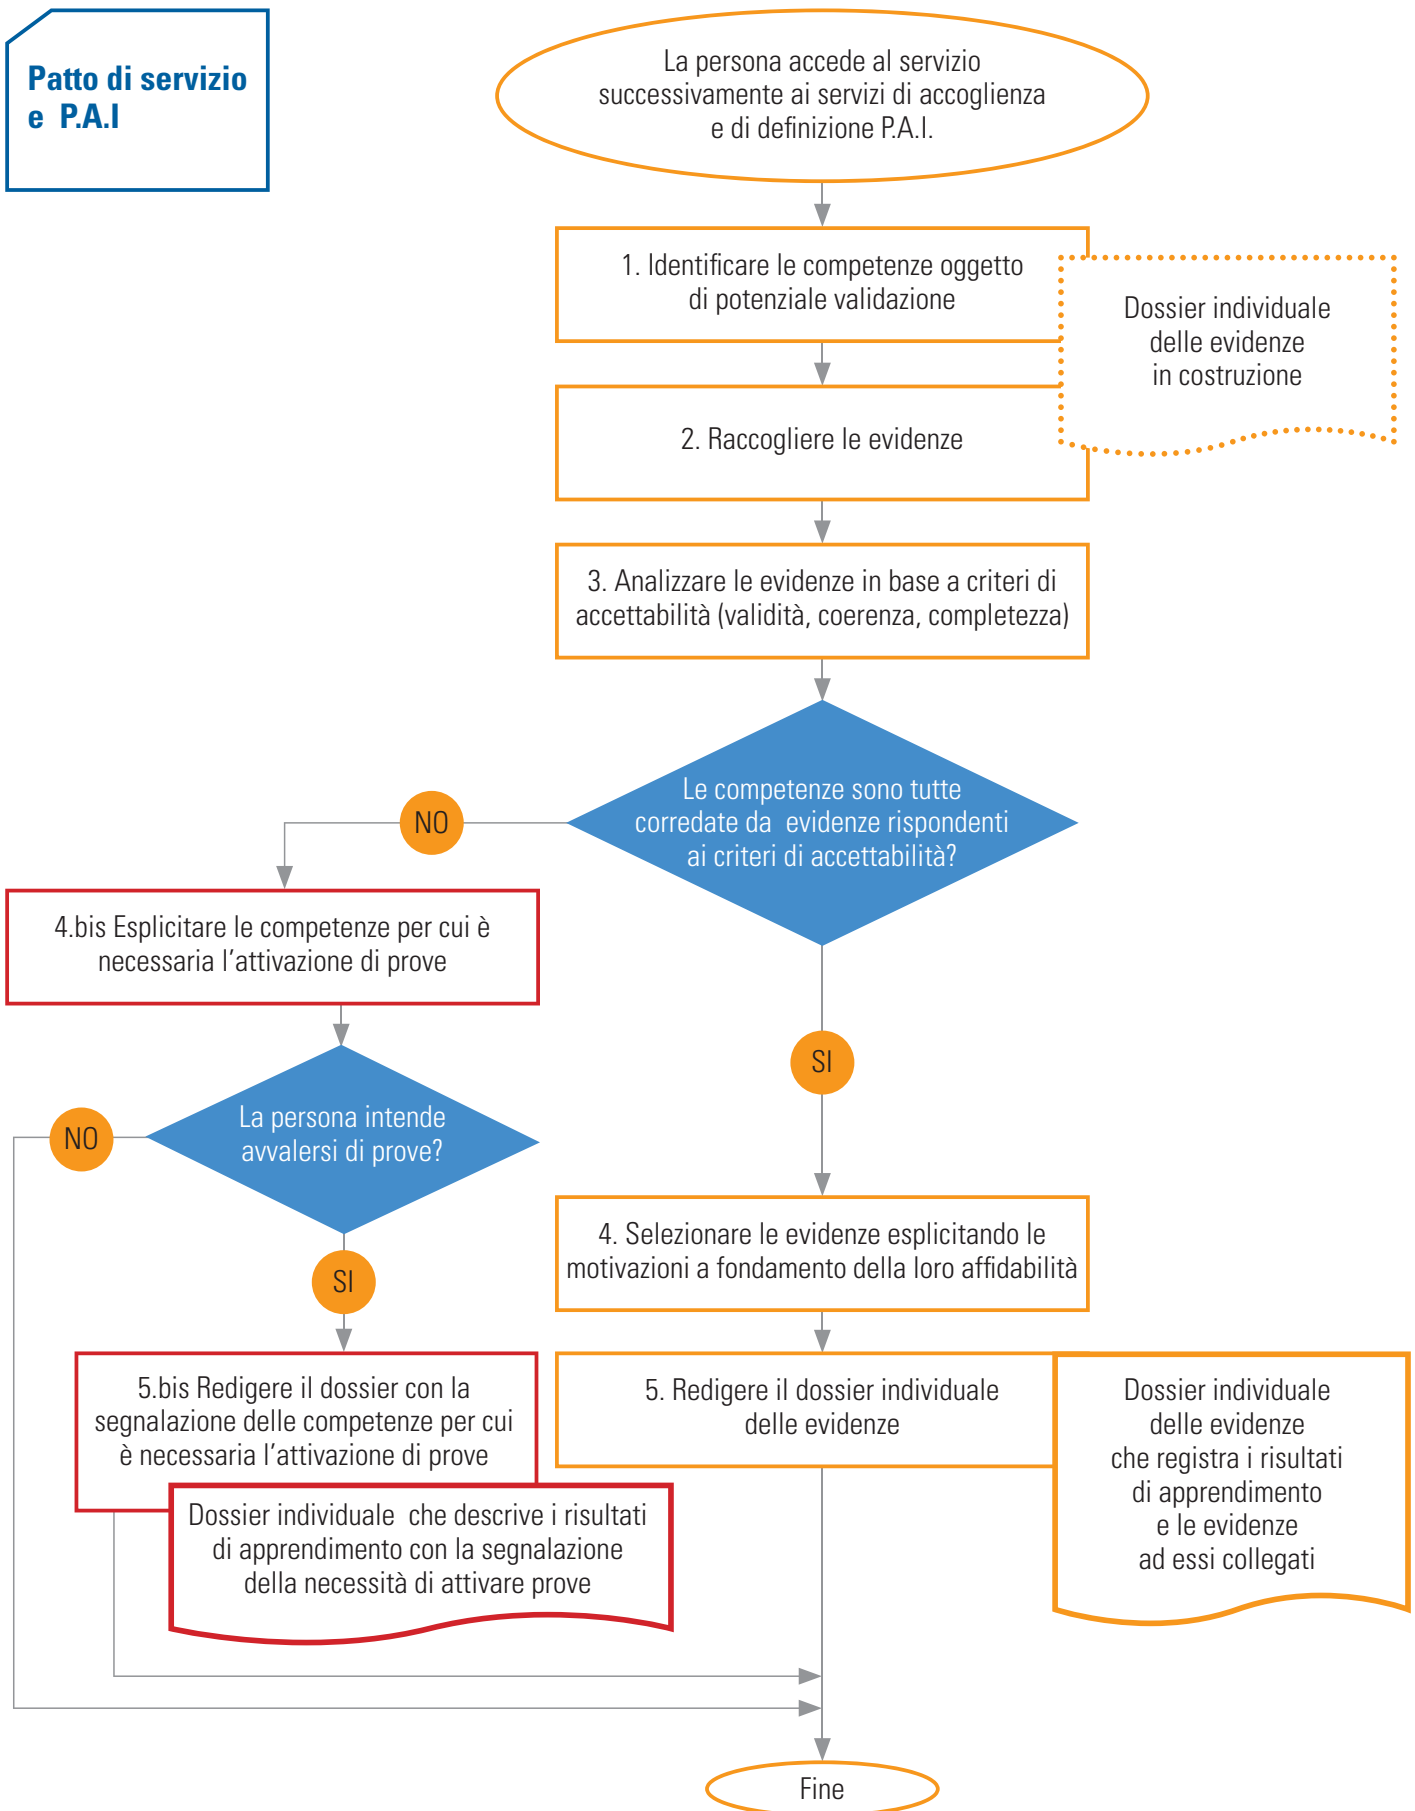 Patto di servizio
e P.A.I
La persona accede al servizio
successivamente ai servizi di accoglienza
e di definizione P.A.I.
1. Identificare le competenze oggetto
di potenziale validazione
Dossier individuale
delle evidenze
in costruzione
2. Raccogliere le evidenze
3. Analizzare le evidenze in base a criteri di
accettabilità (validità, coerenza, completezza)
Le competenze sono tutte
corredate da evidenze rispondenti
ai criteri di accettabilità?
NO
4.bis Esplicitare le competenze per cui è
necessaria l'attivazione di prove
SI
La persona intende
avvalersi di prove?
NO
SI
4. Selezionare le evidenze esplicitando le
motivazioni a fondamento della loro affidabilità
5.bis Redigere il dossier con la
segnalazione delle competenze per cui
è necessaria l'attivazione di prove
Dossier individuale che descrive i risultati
di apprendimento con la segnalazione
della necessità di attivare prove
5. Redigere il dossier individuale
delle evidenze
Dossier individuale
delle evidenze
che registra i risultati
di apprendimento
e le evidenze
ad essi collegati
Fine